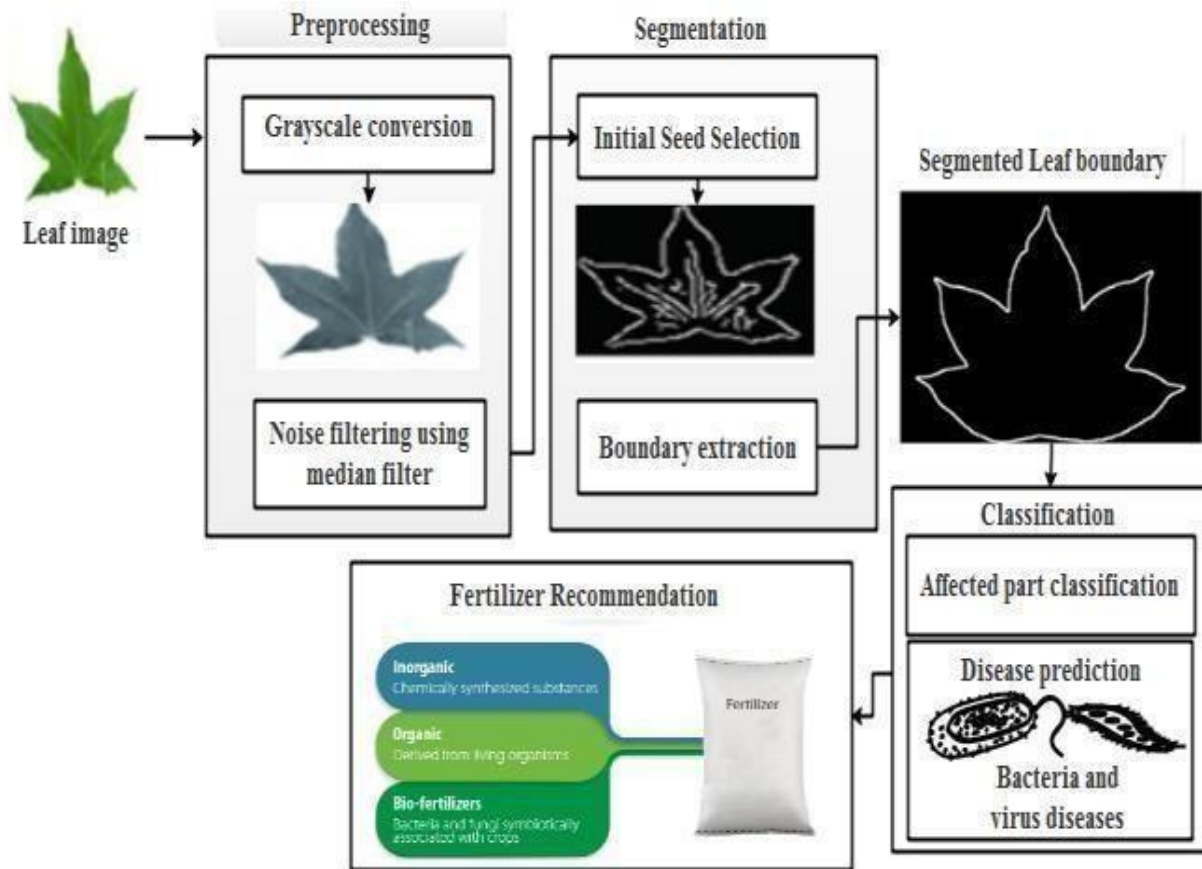 Preprocessing
Segmentation
Leaf image
Grayscale conversion
Noise filtering using
median filter
Initial Seed Selection
Boundary extraction
Segmented Leaf boundary
Classification
Affected part classification
Disease prediction
Bacteria and
virus diseases
Fertilizer Recommendation
Inorganic
Chemically synthesized substances
Organic
Derived from living organisms
Bio-fertilizers
Bacteria and fungi symbiotically
associated with crops
Fertilizer